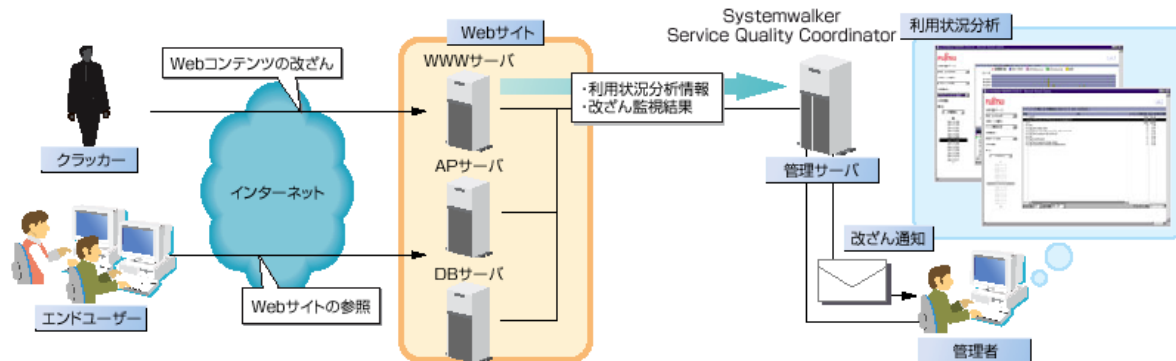 Systemwalker
Service Quality Coordinator
利用状況分析
Webサイト
Webコンテンツの改ざん
WWWサーバ
・利用状況分析情報
・改ざん監視結果
クラッカー
インターネット
APサーバ
管理サーバ
改ざん通知
DBサーバ
Webサイトの参照
エンドユーザー
管理者
FUJITSU
FUJITSU